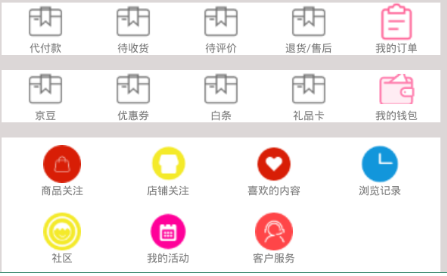 代付款 待收货 待评价 退货/售后 我的订单
京豆 优惠券 白条 礼品卡 我的钱包
商品关注 店铺关注 喜欢的内容 浏览记录
社区 我的活动 客户服务